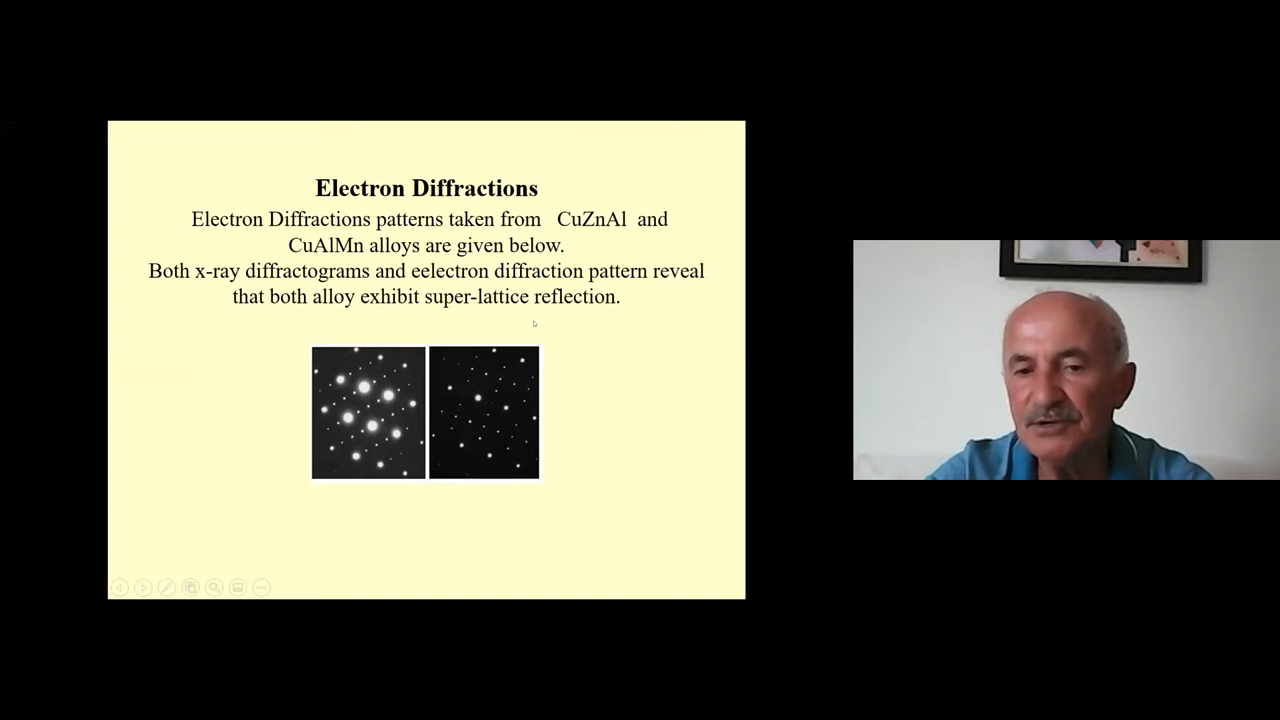 Electron Diffractions
Electron Diffractions patterns taken from CuZnAl and
CuAlMn alloys are given below.
Both x-ray diffractograms and eelectron diffraction pattern reveal
that both alloy exhibit super-lattice reflection.